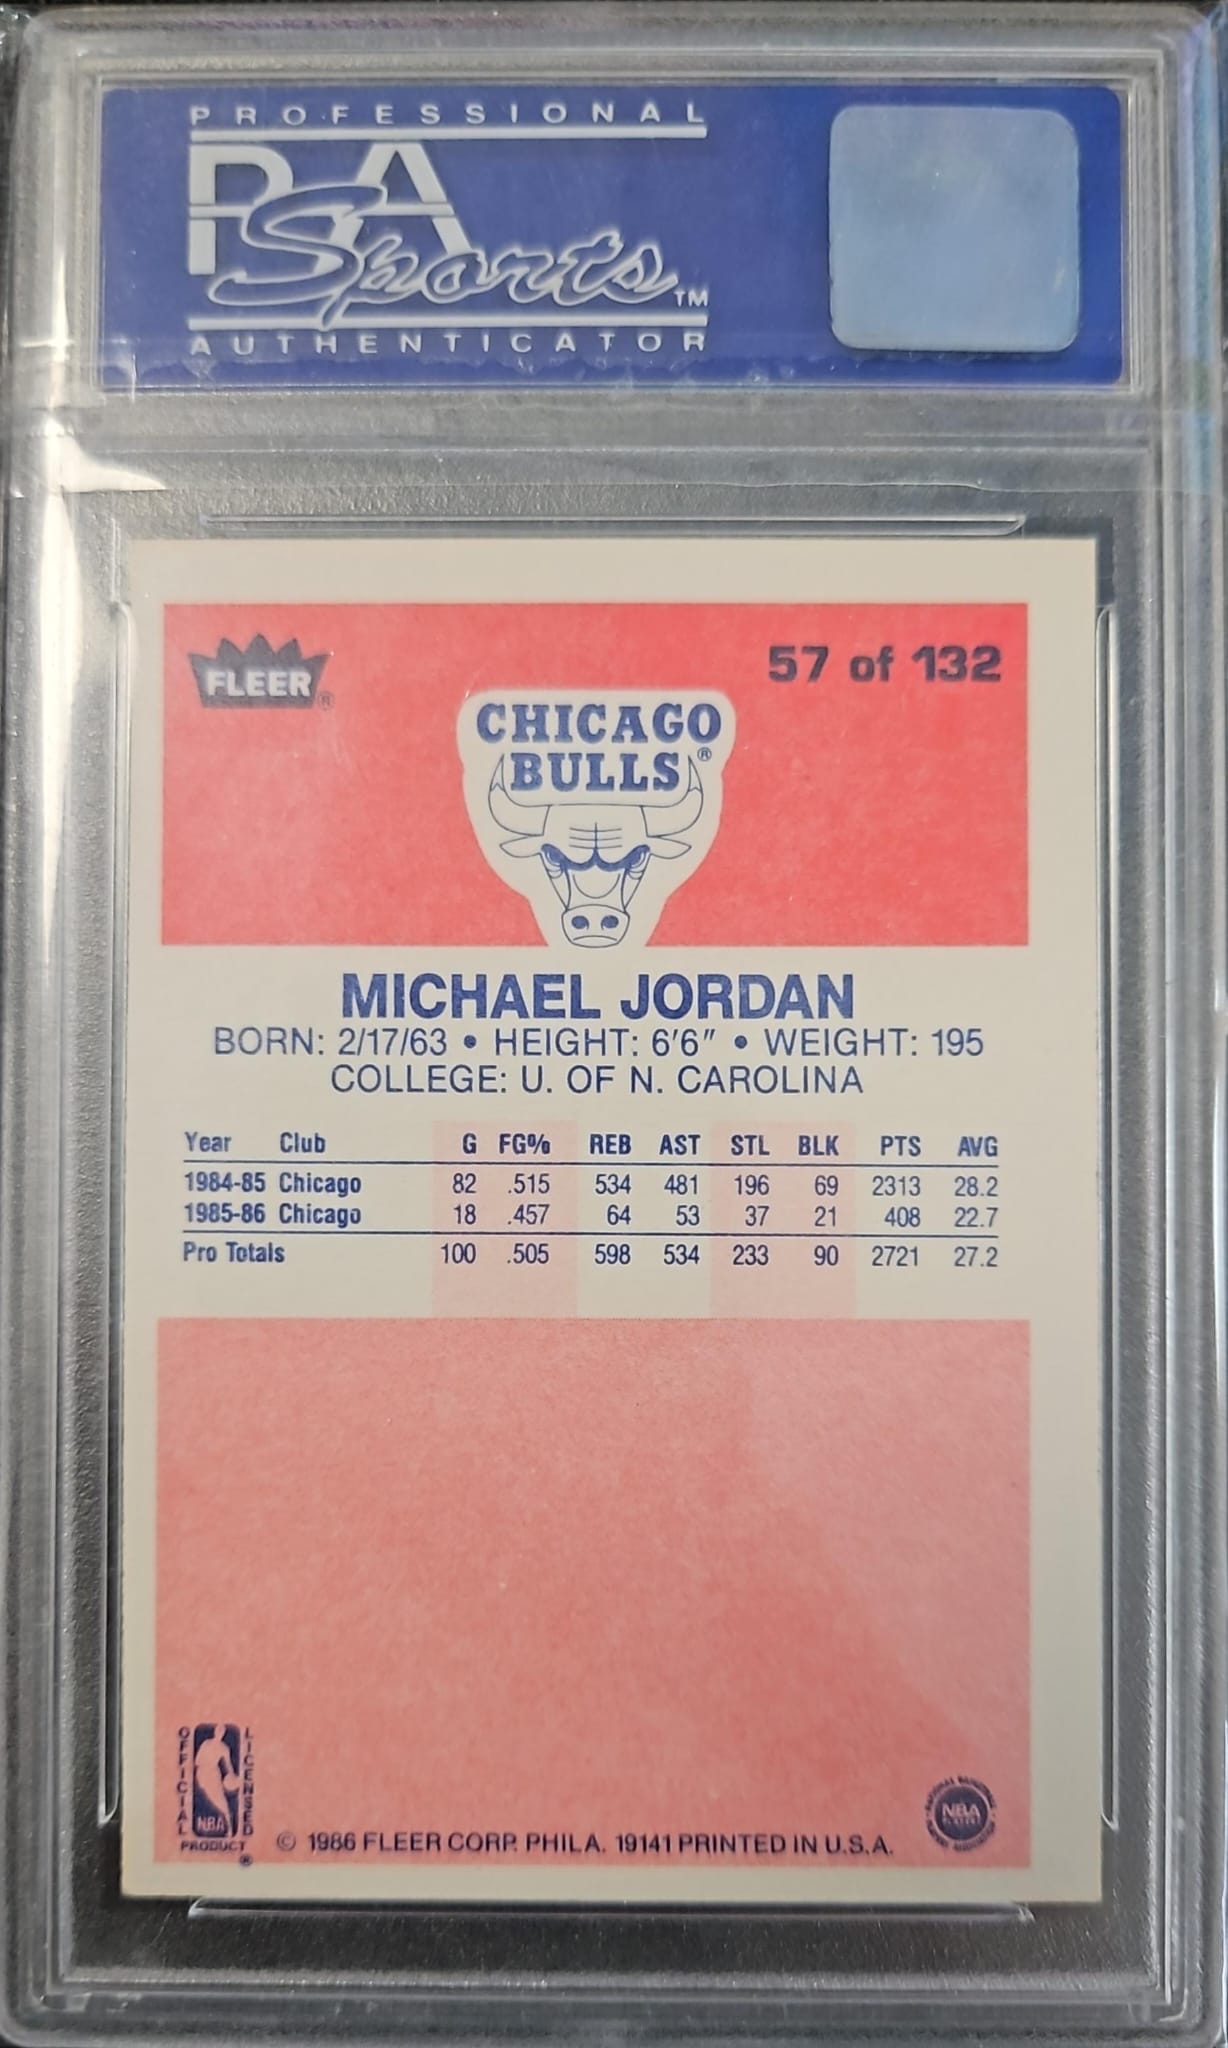 PROFESSIONAL
PSA
Sports™
AUTHENTICATOR
FLEER®
57 of 132
CHICAGO
BULLS®
MICHAEL JORDAN
BORN: 2/17/63 • HEIGHT: 6'6" • WEIGHT: 195
COLLEGE: U. OF N. CAROLINA
Year Club G FG% REB AST STL BLK PTS AVG
1984-85 Chicago 82 .515 534 481 196 69 2313 28.2
1985-86 Chicago 18 .457 64 53 37 21 408 22.7
Pro Totals 100 .505 598 534 233 90 2721 27.2
OFFICIAL
LICENSED
NBA
PRODUCT
®
© 1986 FLEER CORP. PHILA. 19141 PRINTED IN U.S.A.
NBA